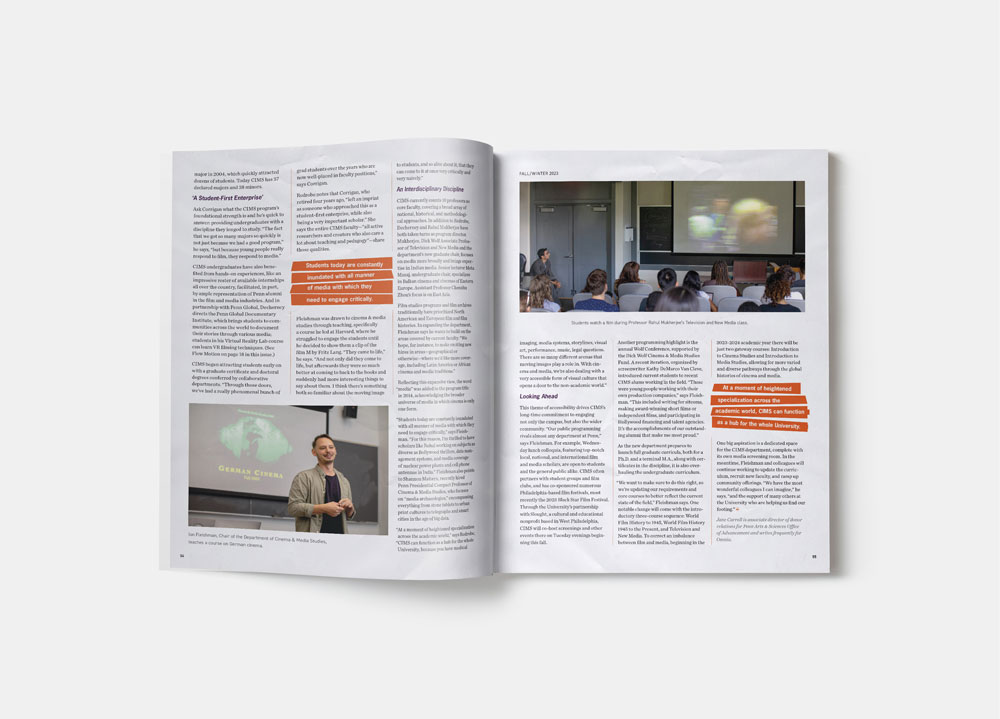 major in 2004, which quickly attracted
dozens of students. Today CIMS has 37
declared majors and 38 minors.
‘A Student-First Enterprise’
Ask Corrigan what the CIMS program’s
foundational strength is and he’s quick to
answer: providing undergraduates with a
discipline they longed to study. “The fact
that we got so many majors so quickly is
not just because we had a good program,”
he says, “but because young people really
respond to film, they respond to media.”
CIMS undergraduates have also bene-
fited from hands-on experiences, like an
impressive roster of available internships
all over the country, facilitated, in part,
by ample representation of Penn alumni
in the film and media industries. And in
partnership with Penn Global, Decherney
directs the Penn Global Documentary
Institute, which brings students to com-
munities across the world to document
their stories through various media;
students in his Virtual Reality Lab course
can learn VR filming techniques. (See
Flow Motion on page 16 in this issue.)
CIMS began attracting students early on
with a graduate certificate and doctoral
degrees conferred by collaborative
departments. “Through those doors,
we’ve had a really phenomenal bunch of
grad students over the years who are
now well-placed in faculty positions,”
says Corrigan.
Redrobu notes that Corrigan, who
retired four years ago, “left an imprint
as someone who approached this as a
student-first enterprise, while also
being a very important scholar.” She
says the entire CIMS faculty—“all active
researchers and creators who also care a
lot about teaching and pedagogy”—share
those qualities.
Students today are constantly
inundated with all manner
of media with which they
need to engage critically.
Fleishman was drawn to cinema & media
studies through teaching, specifically
a course he led at Harvard, where he
struggled to engage the students until
he decided to show them a clip of the
film M by Fritz Lang. “They came to life,”
he says. “And not only did they come to
life, but afterwards they were so much
better at coming to back to the books and
suddenly had more interesting things to
say about them. I think there’s something
both so familiar about the moving image
GERMAN CINEMA
Ian Fleishman, Chair of the Department of Cinema & Media Studies,
teaches a course on German cinema.
34
to students, and so alive about it, that they
can come to it at once very critically and
very naively.”
An Interdisciplinary Discipline
CIMS currently counts 16 professors as
core faculty, covering a broad array of
national, historical, and methodologi-
cal approaches. In addition to Redrobu,
Decherney and Rahul Mukherjee have
both taken turns as program director.
Mukherjee, Dick Wolf Associate Profes-
sor of Television and New Media and the
department’s new graduate chair, focuses
on media more broadly and brings exper-
tise in Indian media. Senior lecturer Meta
Mazaj, undergraduate chair, specializes
in Balkan cinema and cinemas of Eastern
Europe. Assistant Professor Chenshu
Zhou’s focus is on East Asia.
Film studies programs and film archives
traditionally have prioritized North
American and European film and film
histories. In expanding the department,
Fleishman says he wants to build on the
areas covered by current faculty. “We
hope, for instance, to make exciting new
hires in areas—geographical or
otherwise—where we’d like more cover-
age, including Latin America or African
cinema and media traditions.”
Reflecting this expansive view, the word
“media” was added to the program title
in 2014, acknowledging the broader
universe of media in which cinema is only
one form.
“Students today are constantly inundated
with all manner of media with which they
need to engage critically,” says Fleish-
man. “For that reason, I’m thrilled to have
scholars like Rahul working on subjects as
diverse as Bollywood thrillers, data man-
agement systems, and media coverage
of nuclear power plants and cell phone
antennas in India.” Fleishman also points
to Shannon Mattern, recently hired
Penn Presidential Compact Professor of
Cinema & Media Studies, who focuses
on “media archaeologies,” encompassing
everything from stone tablets to urban
print cultures to telegraphs and smart
cities in the age of big data.
“At a moment of heightened specialization
across the academic world,” says Redrobu,
“CIMS can function as a hub for the whole
University, because you have medical
FALL/WINTER 2023
Students watch a film during Professor Rahul Mukherjee’s Television and New Media class.
imaging, media systems, storylines, visual
art, performance, music, legal questions.
There are so many different arenas that
moving images play a role in. With cin-
ema and media, we’re also dealing with a
very accessible form of visual culture that
opens a door to the non-academic world.”
Looking Ahead
This theme of accessibility drives CIMS’s
long-time commitment to engaging
not only the campus, but also the wider
community. “Our public programming
rivals almost any department at Penn,”
says Fleishman. For example, Wednes-
day lunch colloquia, featuring top-notch
local, national, and international film
and media scholars, are open to students
and the general public alike. CIMS often
partners with student groups and film
clubs, and has co-sponsored numerous
Philadelphia-based film festivals, most
recently the 2023 Black Star Film Festival.
Through the University’s partnership
with Slought, a cultural and educational
nonprofit based in West Philadelphia,
CIMS will co-host screenings and other
events there on Tuesday evenings begin-
ning this fall.
Another programming highlight is the
annual Wolf Conference, supported by
the Dick Wolf Cinema & Media Studies
Fund. A recent iteration, organized by
screenwriter Kathy DeMarco Van Cleve,
introduced current students to recent
CIMS alums working in the field. “These
were young people working with their
own production companies,” says Fleish-
man. “This included writing for sitcoms,
making award-winning short films or
independent films, and participating in
Hollywood financing and talent agencies.
It’s the accomplishments of our outstand-
ing alumni that make me most proud.”
As the new department prepares to
launch full graduate curricula, both for a
Ph.D. and a terminal M.A., along with cer-
tificates in the discipline, it is also over-
hauling the undergraduate curriculum.
“We want to make sure to do this right, so
we’re updating our requirements and
core courses to better reflect the current
state of the field,” Fleishman says. One
notable change will come with the intro-
ductory three-course sequence: World
Film History to 1945, World Film History
1945 to the Present, and Television and
New Media. To correct an imbalance
between film and media, beginning in the
2023–2024 academic year there will be
just two gateway courses: Introduction
to Cinema Studies and Introduction to
Media Studies, allowing for more varied
and diverse pathways through the global
histories of cinema and media.
At a moment of heightened
specialization across the
academic world, CIMS can function
as a hub for the whole University.
One big aspiration is a dedicated space
for the CIMS department, complete with
its own media screening room. In the
meantime, Fleishman and colleagues will
continue working to update the curric-
ulum, recruit new faculty, and ramp up
community offerings. “We have the most
wonderful colleagues I can imagine,” he
says, “and the support of many others at
the University who are helping us find our
footing.”
Jane Carroll is associate director of donor
relations for Penn Arts & Sciences Office
of Advancement and writes frequently for
Omnia.
35